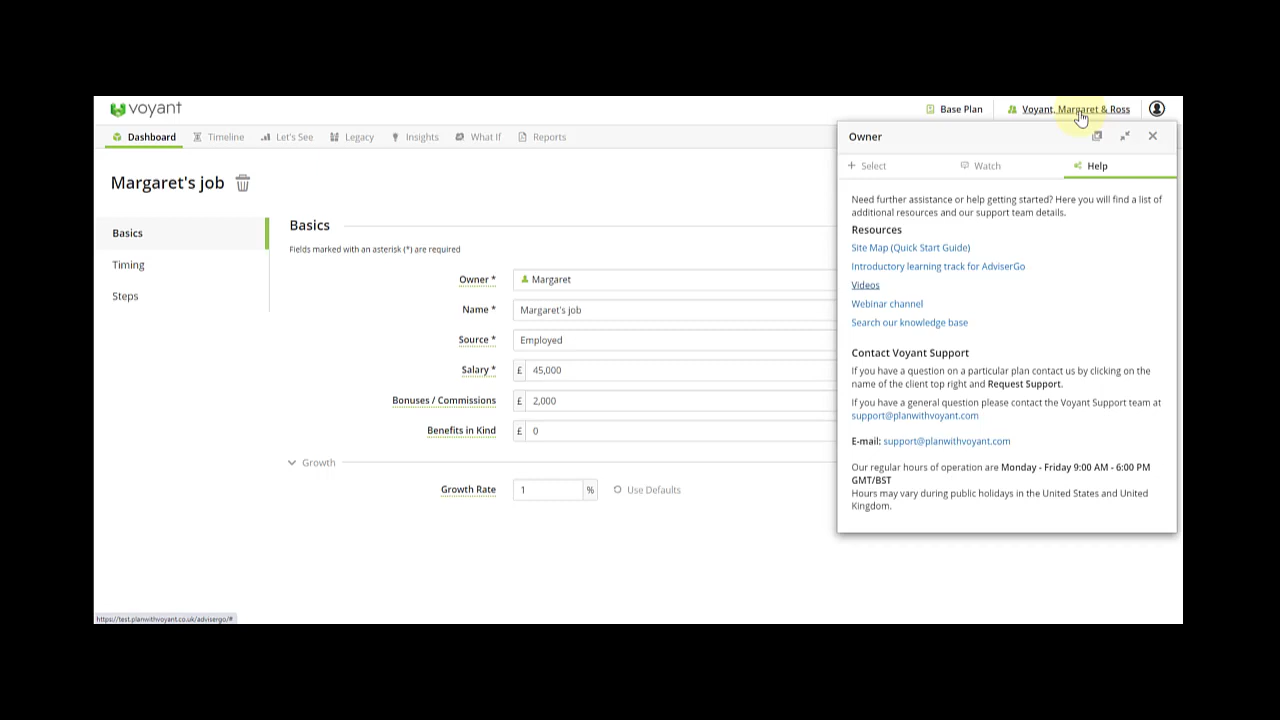 voyant
Base Plan
Voyant, Margaret & Ross
Dashboard
Timeline
Let's See
Legacy
Insights
What If
Reports
Owner
Select
Watch
Help
Margaret's job
Basics
Timing
Steps
Basics
Fields marked with an asterisk (*) are required
Owner *
Margaret
Name *
Margaret's job
Source *
Employed
Salary *
£ 45,000
Bonuses / Commissions
£ 2,000
Benefits in Kind
£ 0
Growth
Growth Rate
1 %
Use Defaults
Need further assistance or help getting started? Here you will find a list of
additional resources and our support team details.
Resources
Site Map (Quick Start Guide)
Introductory learning track for AdviserGo
Videos
Webinar channel
Search our knowledge base
Contact Voyant Support
If you have a question on a particular plan contact us by clicking on the
name of the client top right and Request Support.
If you have a general question please contact the Voyant Support team at
support@planwithvoyant.com
E-mail: support@planwithvoyant.com
Our regular hours of operation are Monday - Friday 9:00 AM - 6:00 PM
GMT/BST
Hours may vary during public holidays in the United States and United
Kingdom.
https://test.planwithvoyant.co.uk/advisergo/#